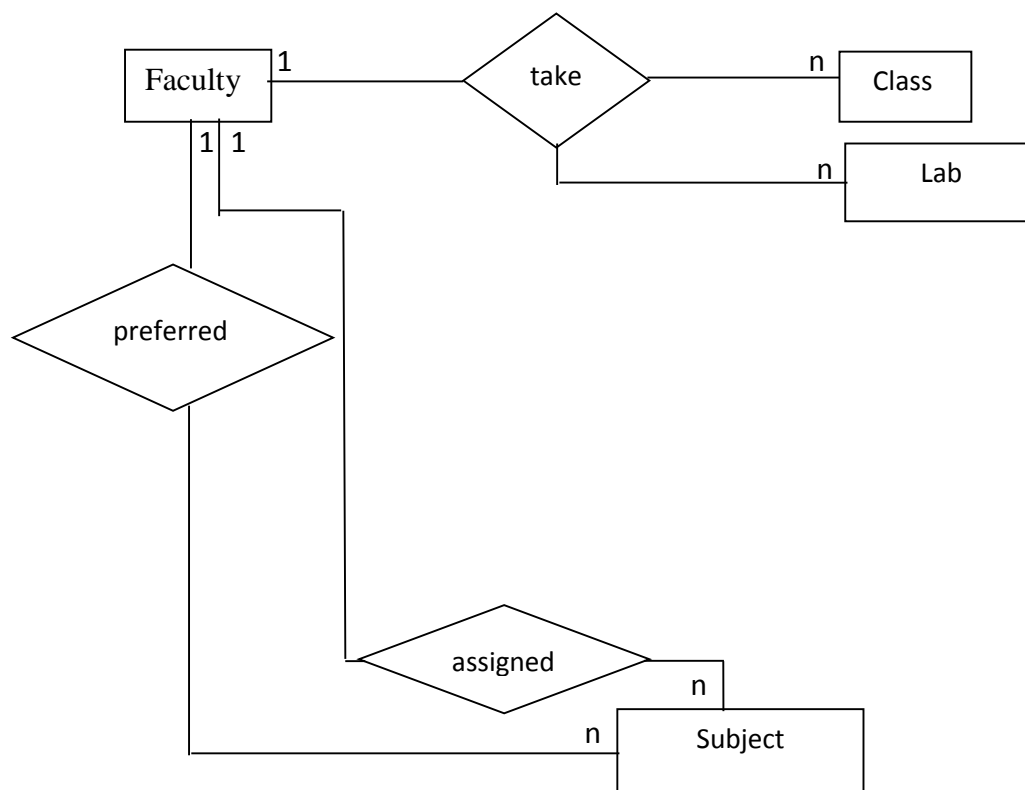 Faculty
1
take
n
Class
n
Lab
1
1
preferred
assigned
n
n
Subject